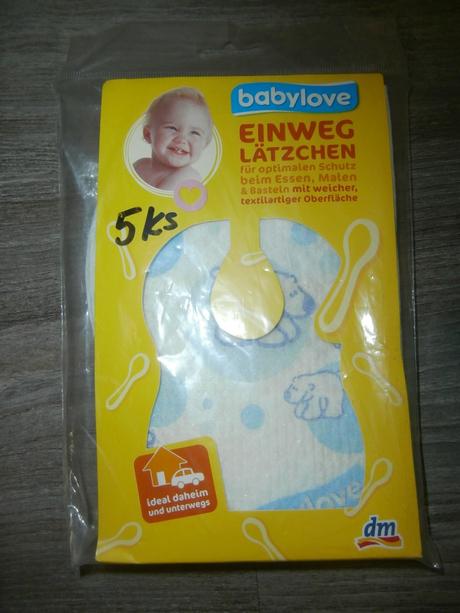 babylove
EINWEG
LÄTZCHEN
für optimalen Schutz
beim Essen, Malen
& Basteln mit weicher,
textilartiger Oberfläche
5ks
babylove
Ideal daheim
und unterwegs
dm